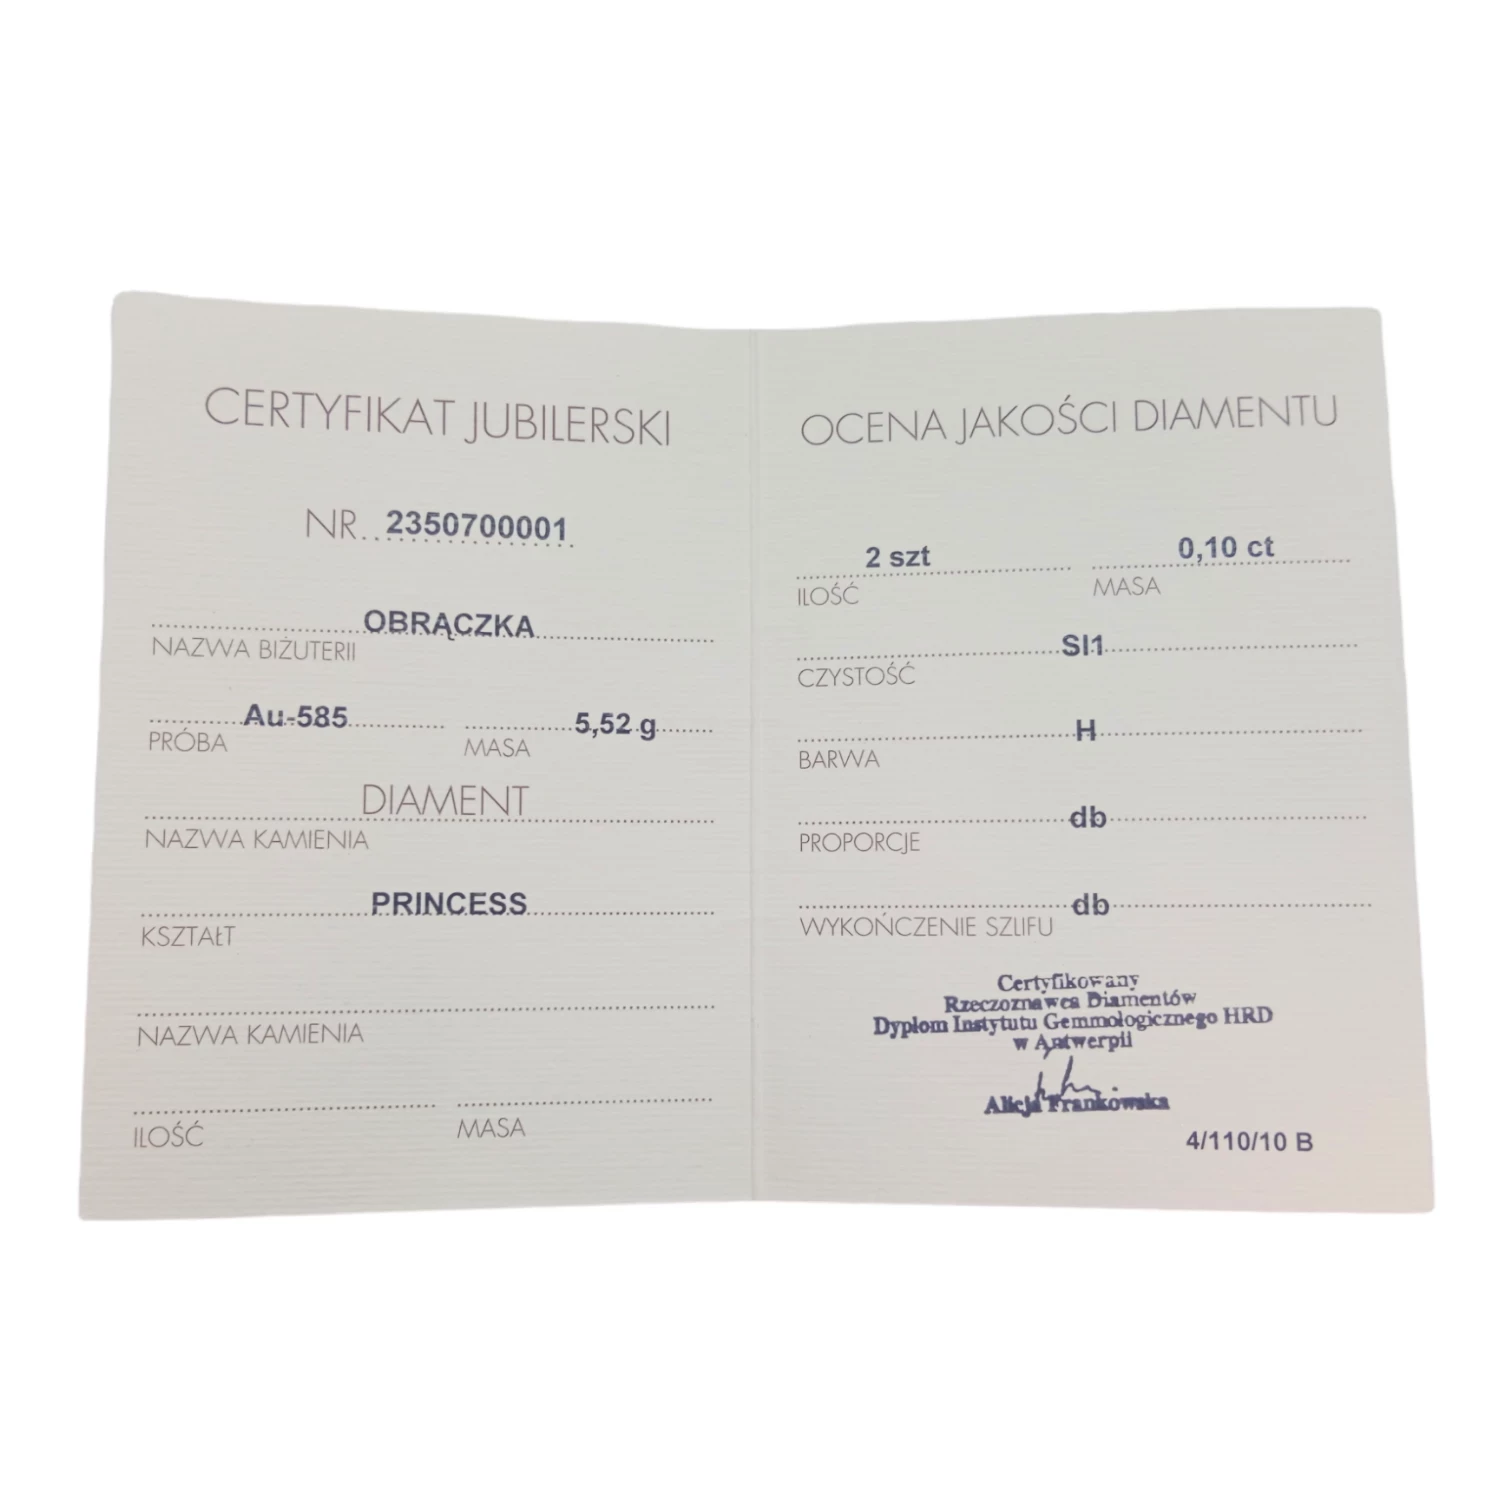 CERTYFIKAT JUBILERSKI
NR. 2350700001
OBRĄCZKA
NAZWA BIŻUTERII
Au-585 5,52 g
PRÓBA MASA
DIAMENT
NAZWA KAMIENIA
PRINCESS
KSZTAŁT
NAZWA KAMIENIA
ILOŚĆ MASA
OCENA JAKOŚCI DIAMENTU
2 szt 0,10 ct
ILOŚĆ MASA
SI1
CZYSTOŚĆ
H
BARWA
db
PROPORCJE
db
WYKOŃCZENIE SZLIFU
Certyfikowany
Rzeczoznawca Diamentów
Dyplom Instytutu Gemmologicznego HRD
w Antwerpii
Alicja Frankowska
4/110/10 B